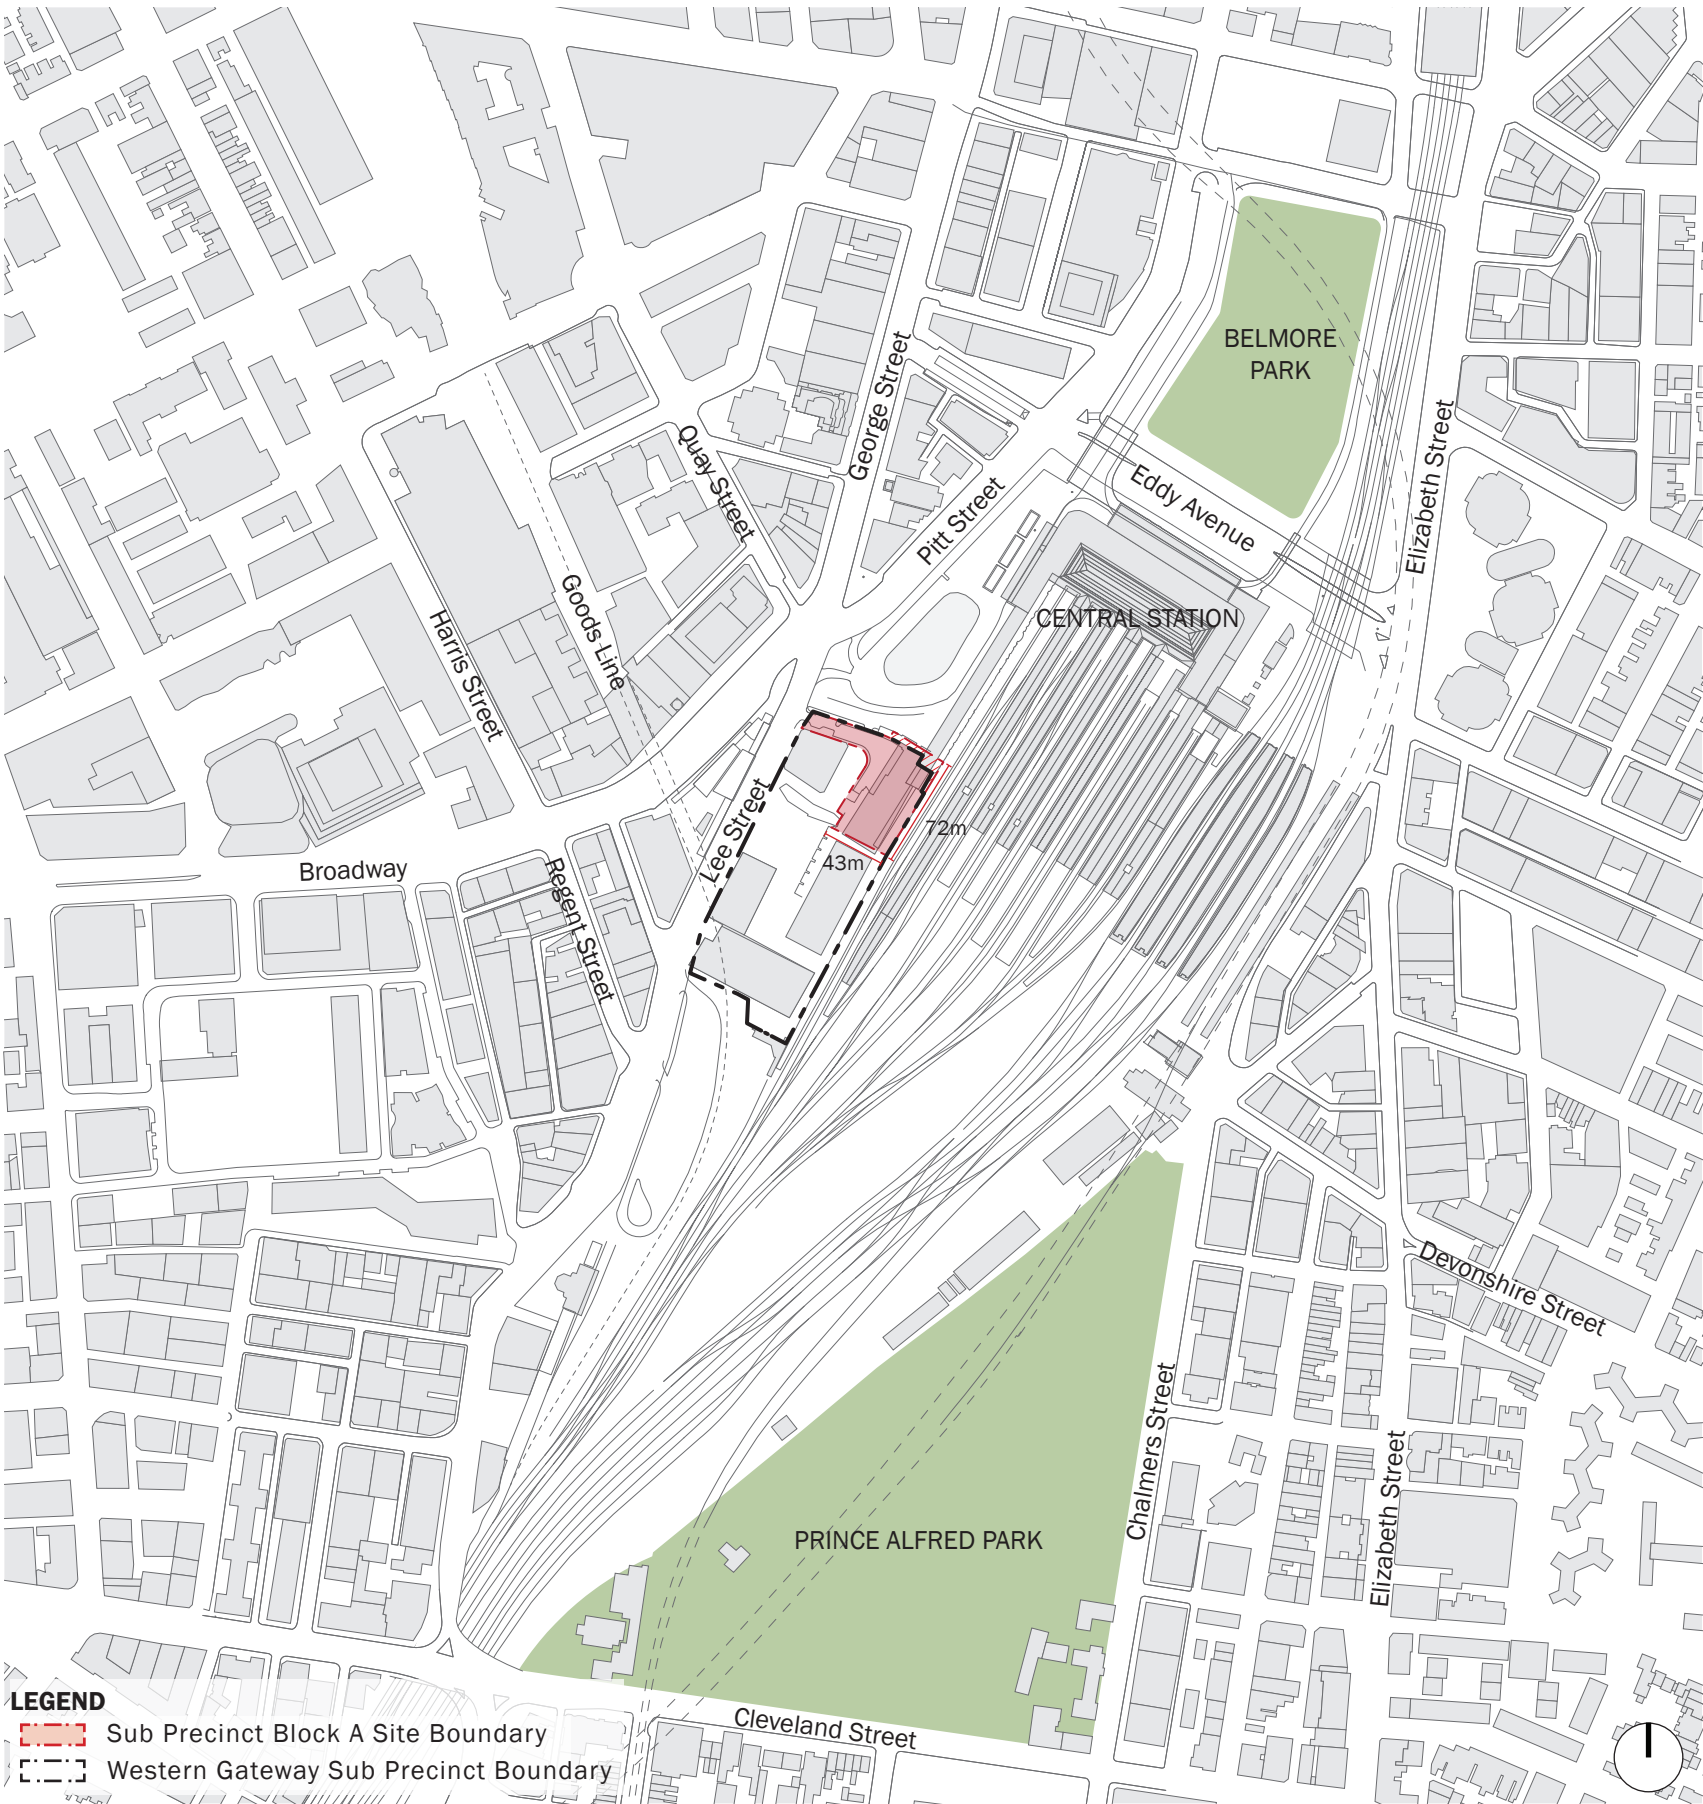 BELMORE
PARK
George Street
Quay Street
Pitt Street
Eddy Avenue
Elizabeth Street
Goods Line
CENTRAL STATION
Harris Street
Lee Street
72m
43m
Broadway
Regent Street
Devonshire Street
Chalmers Street
Elizabeth Street
PRINCE ALFRED PARK
Cleveland Street
LEGEND
Sub Precinct Block A Site Boundary
Western Gateway Sub Precinct Boundary